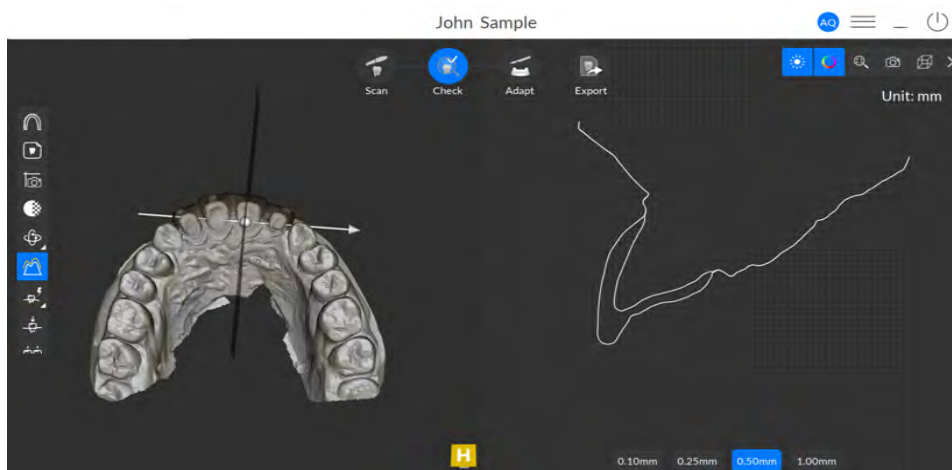 John Sample
AQ
Scan
Check
Adapt
Export
Unit: mm
H
0.10mm
0.25mm
0.50mm
1.00mm